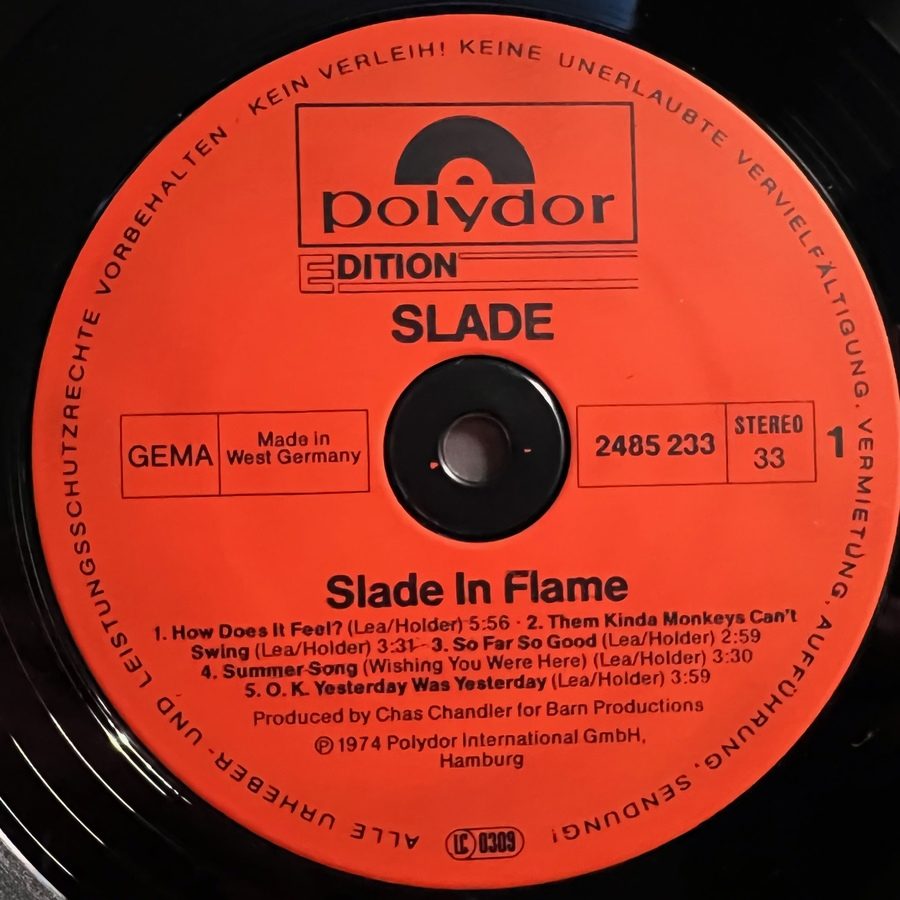 ALLE URHEBER- UND LEISTUNGSSCHUTZRECHTE VORBEHALTEN · KEIN VERLEIH! KEINE UNERLAUBTE VERVIELFÄLTIGUNG, VERMIETUNG, AUFFÜHRUNG, SENDUNG!
polydor
EDITION
SLADE
GEMA
Made in
West Germany
2485 233
STEREO
33
1
Slade In Flame
1. How Does It Feel? (Lea/Holder) 5:56 · 2. Them Kinda Monkeys Can't
Swing (Lea/Holder) 3:31 · 3. So Far So Good (Lea/Holder) 2:59
4. Summer Song (Wishing You Were Here) (Lea/Holder) 3:30
5. O. K. Yesterday Was Yesterday (Lea/Holder) 3:59
Produced by Chas Chandler for Barn Productions
℗ 1974 Polydor International GmbH,
Hamburg
LC 0309